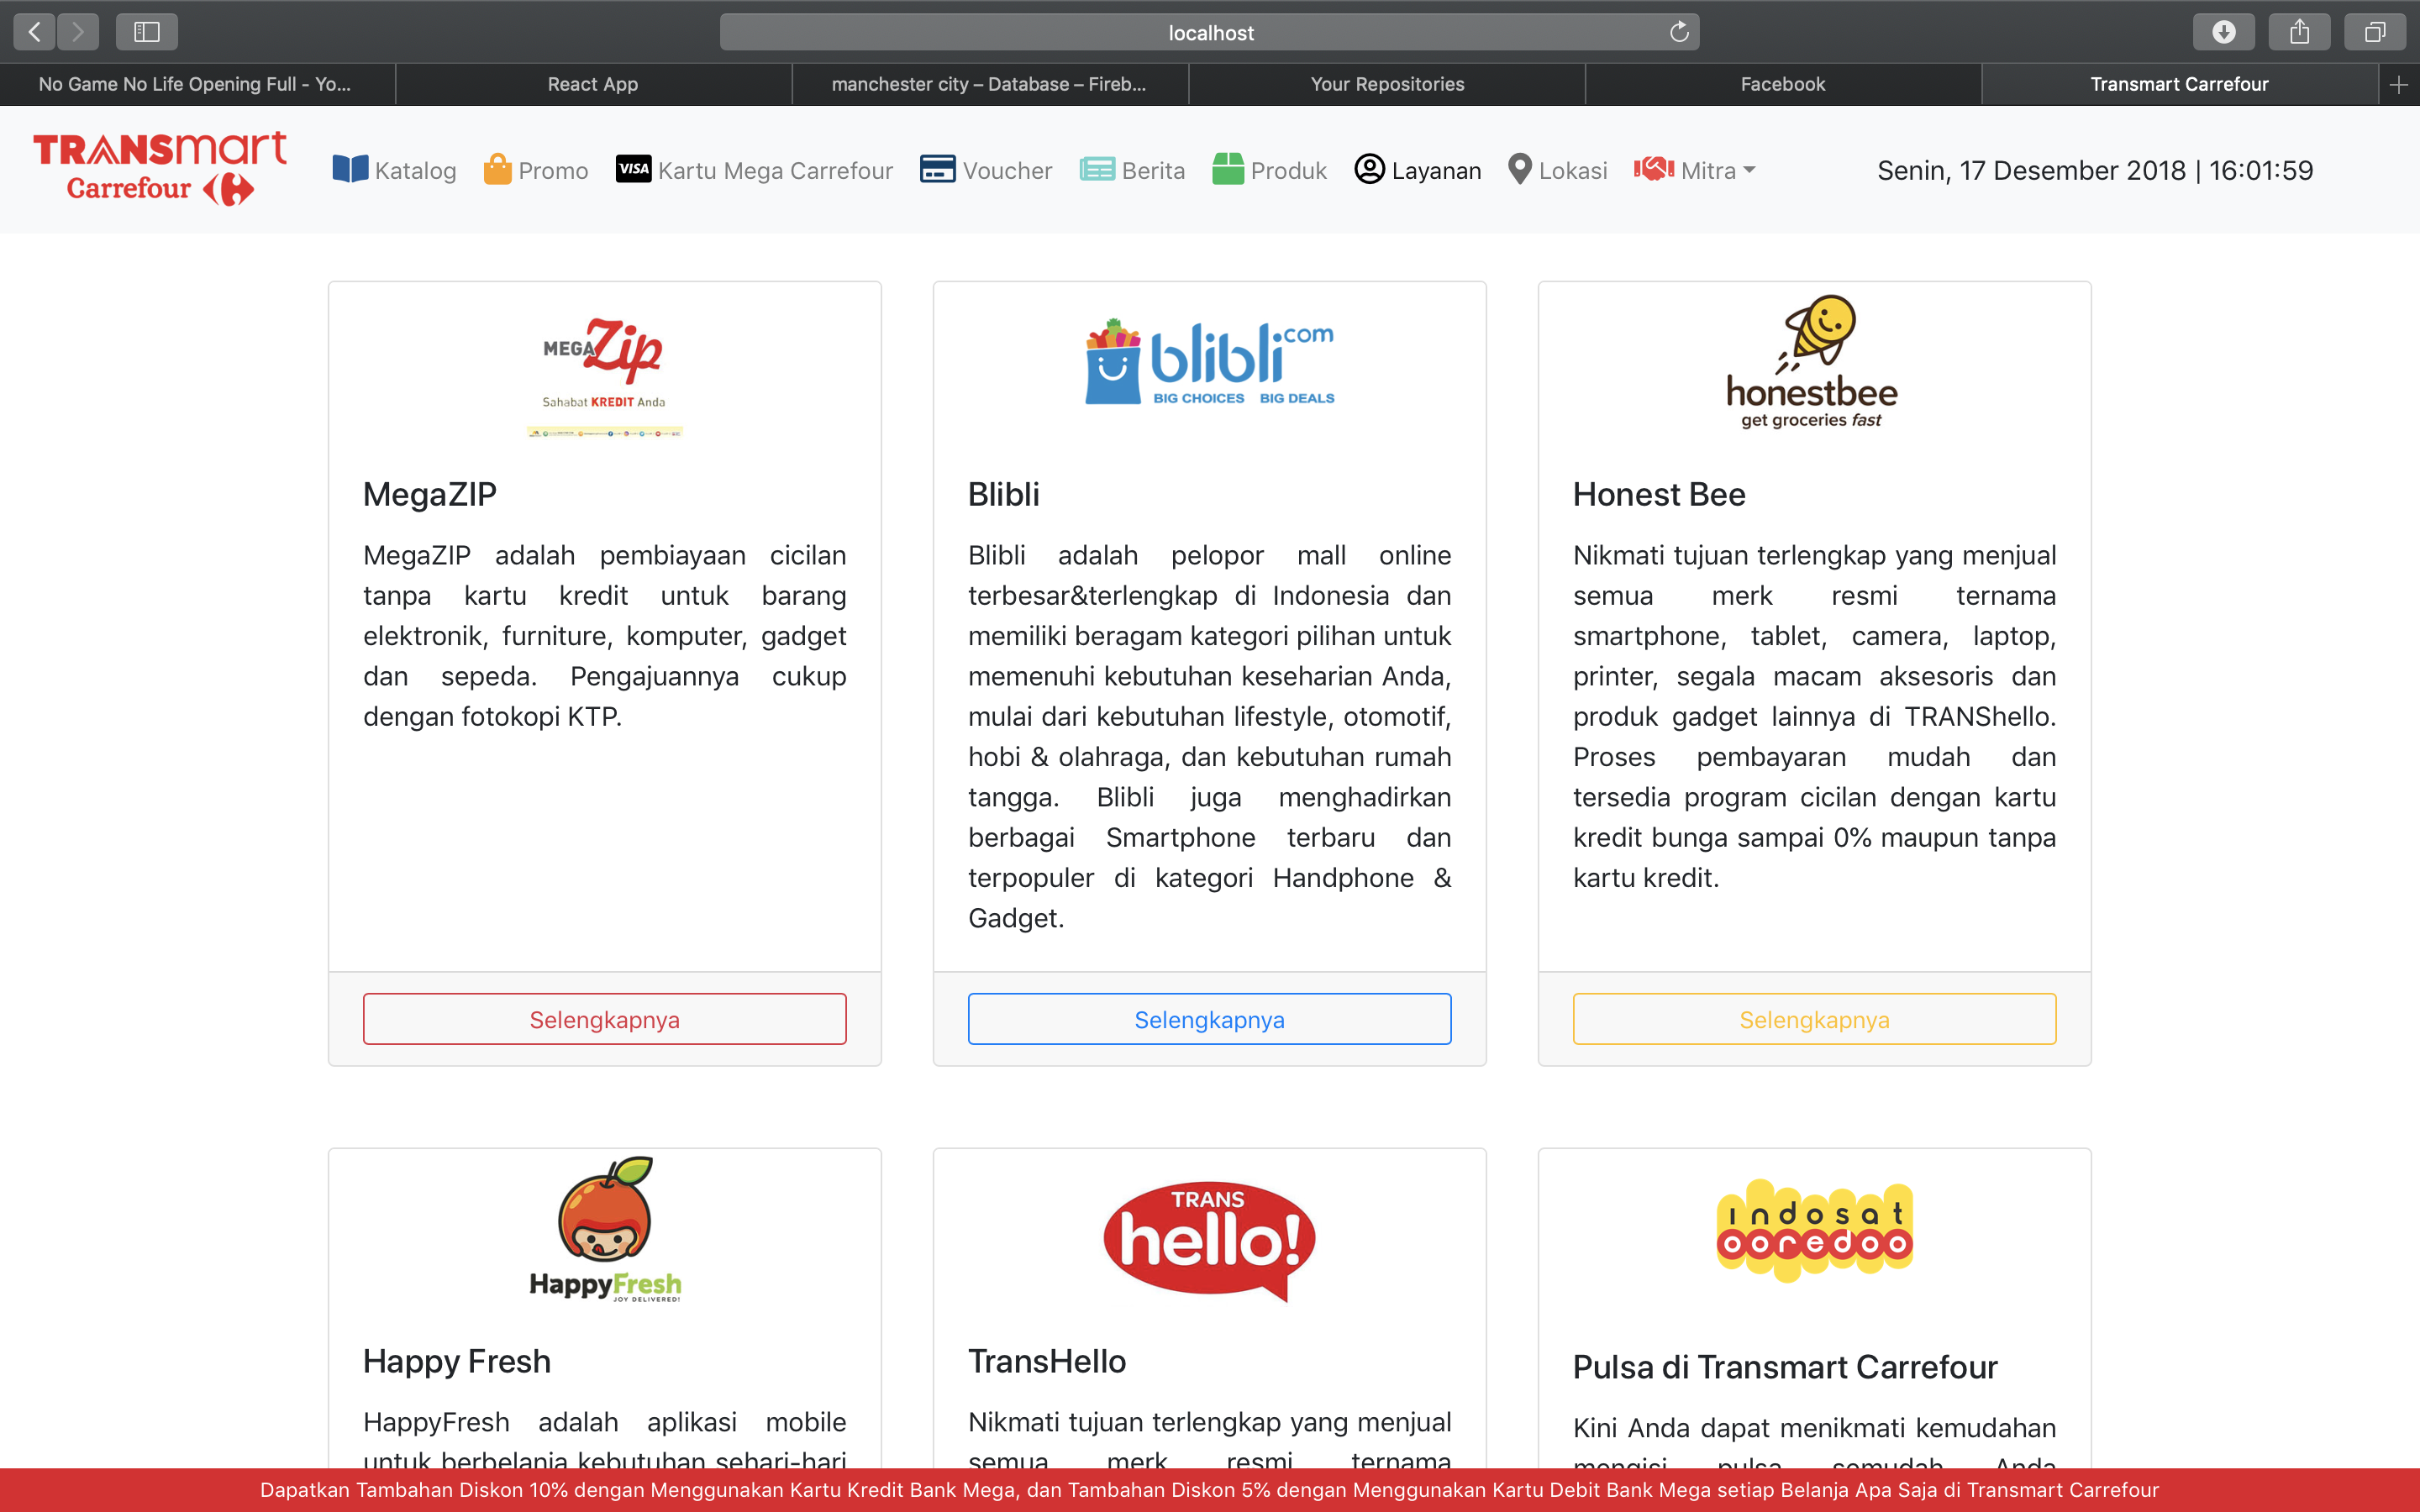 localhost
No Game No Life Opening Full - Yo...
React App
manchester city – Database – Fireb...
Your Repositories
Facebook
Transmart Carrefour
TRANSmart
Carrefour
Katalog
Promo
VISA
Kartu Mega Carrefour
Voucher
Berita
Produk
Layanan
Lokasi
Mitra
Senin, 17 Desember 2018 | 16:01:59
MEGA Zip
Sahabat KREDIT Anda
MegaZIP
MegaZIP adalah pembiayaan cicilan
tanpa kartu kredit untuk barang
elektronik, furniture, komputer, gadget
dan sepeda. Pengajuannya cukup
dengan fotokopi KTP.
Selengkapnya
blibli.com
BIG CHOICES BIG DEALS
Blibli
Blibli adalah pelopor mall online
terbesar&terlengkap di Indonesia dan
memiliki beragam kategori pilihan untuk
memenuhi kebutuhan keseharian Anda,
mulai dari kebutuhan lifestyle, otomotif,
hobi & olahraga, dan kebutuhan rumah
tangga. Blibli juga menghadirkan
berbagai Smartphone terbaru dan
terpopuler di kategori Handphone &
Gadget.
Selengkapnya
honestbee
get groceries fast
Honest Bee
Nikmati tujuan terlengkap yang menjual
semua merk resmi ternama
smartphone, tablet, camera, laptop,
printer, segala macam aksesoris dan
produk gadget lainnya di TRANShello.
Proses pembayaran mudah dan
tersedia program cicilan dengan kartu
kredit bunga sampai 0% maupun tanpa
kartu kredit.
Selengkapnya
HappyFresh
JOY DELIVERED!
Happy Fresh
HappyFresh adalah aplikasi mobile
untuk berbelanja kebutuhan sehari-hari
TRANS
hello!
TransHello
Nikmati tujuan terlengkap yang menjual
semua merk resmi ternama
indosat
ooredoo
Pulsa di Transmart Carrefour
Kini Anda dapat menikmati kemudahan
mengisi pulsa semudah Anda
Dapatkan Tambahan Diskon 10% dengan Menggunakan Kartu Kredit Bank Mega, dan Tambahan Diskon 5% dengan Menggunakan Kartu Debit Bank Mega setiap Belanja Apa Saja di Transmart Carrefour